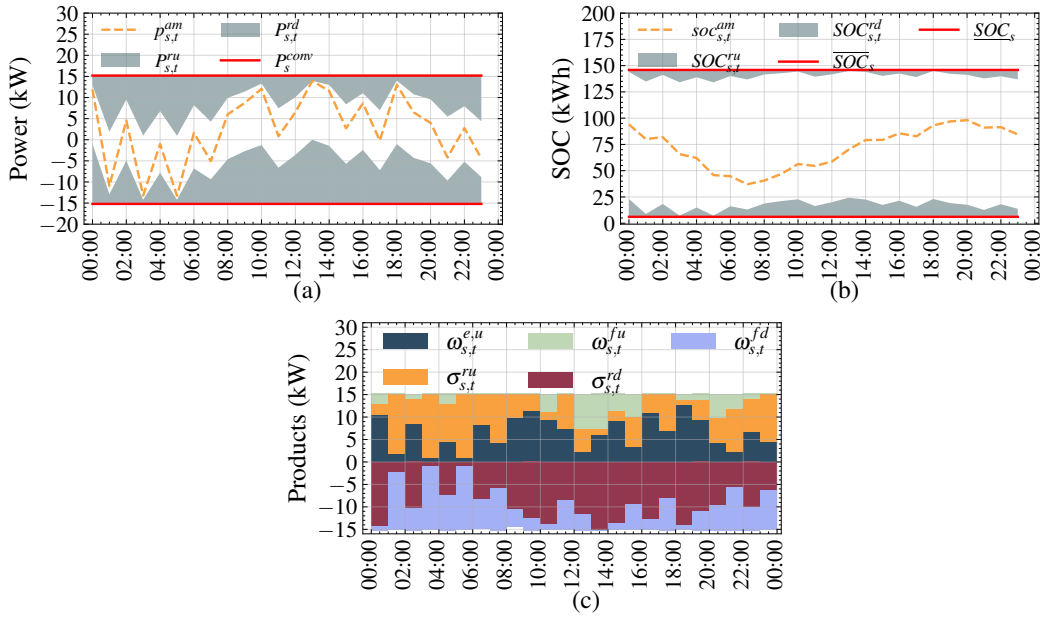 Power (kW)
30
25
20
15
10
5
0
−5
−10
−15
−20
p^{am}_{s,t}
P^{rd}_{s,t}
P^{ru}_{s,t}
P^{conv}_{s}
00:00 02:00 04:00 06:00 08:00 10:00 12:00 14:00 16:00 18:00 20:00 22:00 00:00
(a)
SOC (kWh)
200
175
150
125
100
75
50
25
0
soc^{am}_{s,t}
SOC^{rd}_{s,t}
\underline{SOC}_s
SOC^{ru}_{s,t}
\overline{SOC}_s
00:00 02:00 04:00 06:00 08:00 10:00 12:00 14:00 16:00 18:00 20:00 22:00 00:00
(b)
Products (kW)
30
25
20
15
10
5
0
−5
−10
−15
ω^{e,u}_{s,t}
ω^{fu}_{s,t}
ω^{fd}_{s,t}
σ^{ru}_{s,t}
σ^{rd}_{s,t}
00:00 02:00 04:00 06:00 08:00 10:00 12:00 14:00 16:00 18:00 20:00 22:00 00:00
(c)